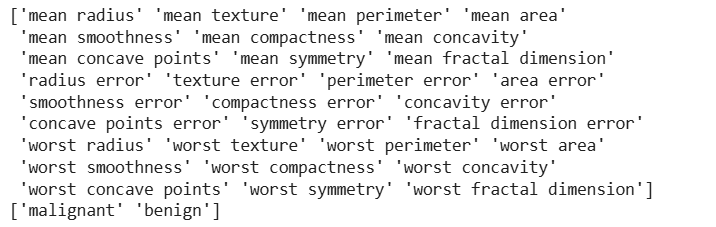 ['mean radius' 'mean texture' 'mean perimeter' 'mean area'
'mean smoothness' 'mean compactness' 'mean concavity'
'mean concave points' 'mean symmetry' 'mean fractal dimension'
'radius error' 'texture error' 'perimeter error' 'area error'
'smoothness error' 'compactness error' 'concavity error'
'concave points error' 'symmetry error' 'fractal dimension error'
'worst radius' 'worst texture' 'worst perimeter' 'worst area'
'worst smoothness' 'worst compactness' 'worst concavity'
'worst concave points' 'worst symmetry' 'worst fractal dimension']
['malignant' 'benign']